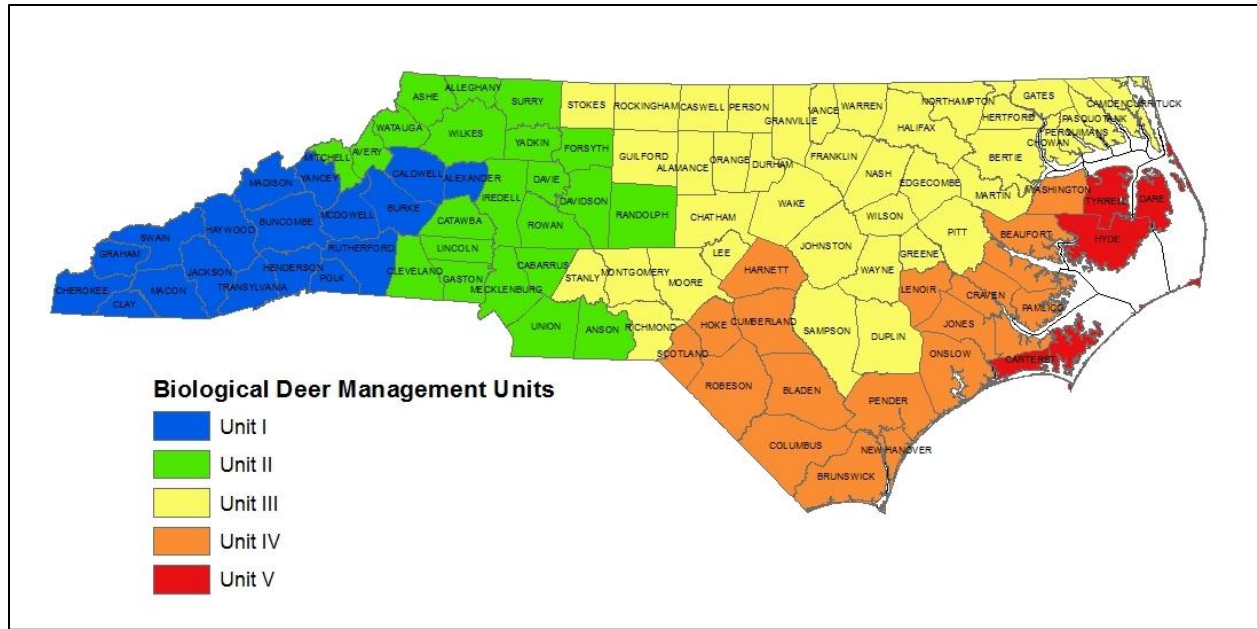 ALLEGHANY
ASHE
SURRY
STOKES
ROCKINGHAM
CASWELL
PERSON
GRANVILLE
VANCE
WARREN
NORTHAMPTON
GATES
HERTFORD
CAMDEN
CURRITUCK
PASQUOTANK
PERQUIMANS
CHOWAN
HALIFAX
WATAUGA
WILKES
YADKIN
FORSYTH
GUILFORD
ALAMANCE
ORANGE
DURHAM
FRANKLIN
NASH
EDGECOMBE
BERTIE
MARTIN
WASHINGTON
TYRRELL
DARE
MITCHELL
AVERY
MADISON
YANCEY
CALDWELL
ALEXANDER
IREDELL
DAVIE
DAVIDSON
RANDOLPH
CHATHAM
WAKE
WILSON
PITT
BEAUFORT
HYDE
BUNCOMBE
MCDOWELL
BURKE
CATAWBA
ROWAN
HAYWOOD
SWAIN
GRAHAM
JACKSON
HENDERSON
RUTHERFORD
POLK
CLEVELAND
LINCOLN
GASTON
MECKLENBURG
CABARRUS
STANLY
MONTGOMERY
MOORE
LEE
HARNETT
JOHNSTON
WAYNE
GREENE
LENOIR
CRAVEN
PAMLICO
CHEROKEE
CLAY
MACON
TRANSYLVANIA
UNION
ANSON
RICHMOND
SCOTLAND
HOKE
CUMBERLAND
SAMPSON
DUPLIN
JONES
ONSLOW
CARTERET
ROBESON
BLADEN
PENDER
COLUMBUS
NEW HANOVER
BRUNSWICK
Biological Deer Management Units
Unit I
Unit II
Unit III
Unit IV
Unit V